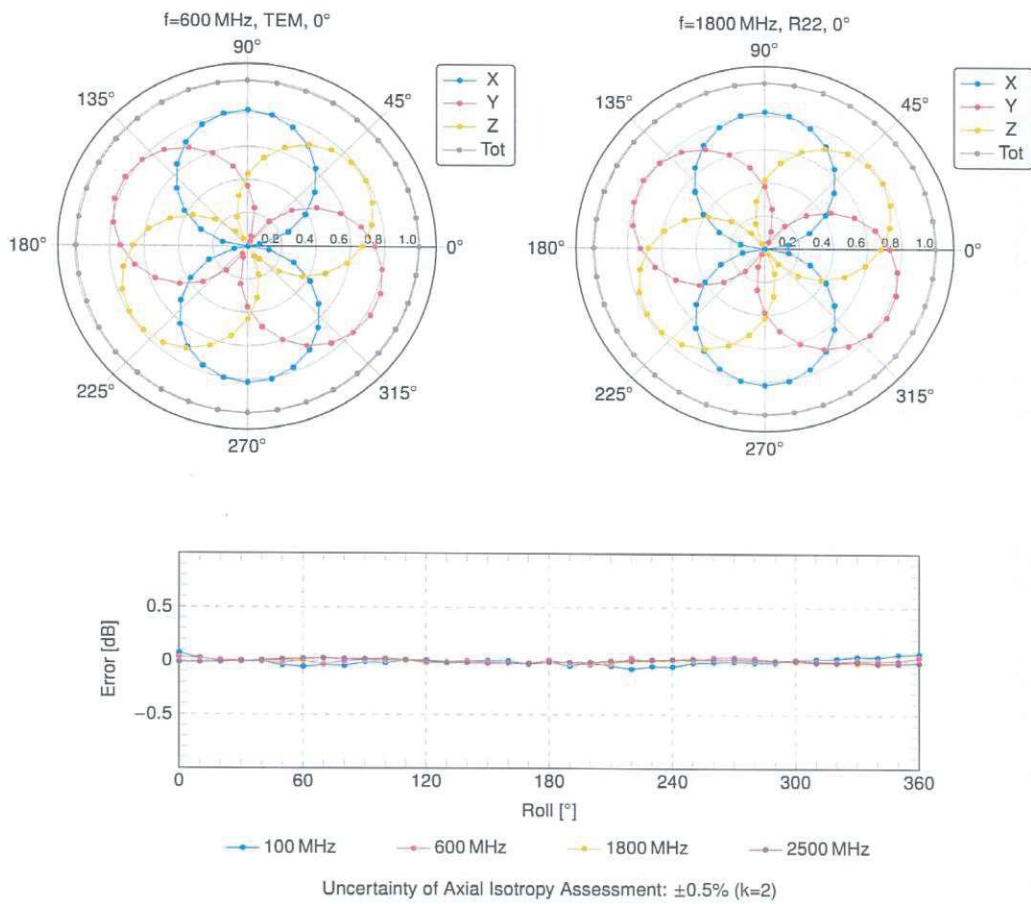 f=600 MHz, TEM, 0°
f=1800 MHz, R22, 0°
90°
135°
45°
180°
0.2 0.4 0.6 0.8 1.0
0°
225°
315°
270°
X
Y
Z
Tot
90°
135°
45°
180°
0.2 0.4 0.6 0.8 1.0
0°
225°
315°
270°
X
Y
Z
Tot
Error [dB]
0.5
0
−0.5
0 60 120 180 240 300 360
Roll [°]
100 MHz 600 MHz 1800 MHz 2500 MHz
Uncertainty of Axial Isotropy Assessment: ±0.5% (k=2)